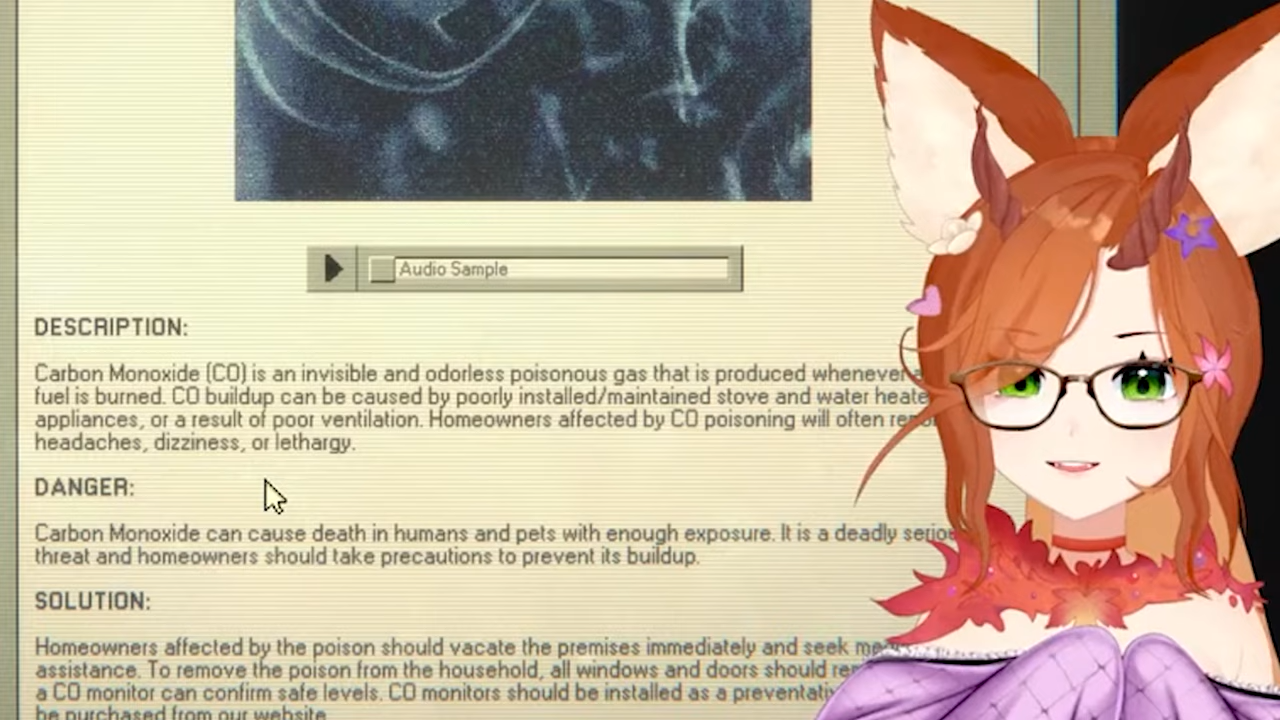 Audio Sample
DESCRIPTION:
Carbon Monoxide (CO) is an invisible and odorless poisonous gas that is produced whenever
fuel is burned. CO buildup can be caused by poorly installed/maintained stove and water
appliances, or a result of poor ventilation. Homeowners affected by CO poisoning will often
headaches, dizziness, or lethargy.
DANGER:
Carbon Monoxide can cause death in humans and pets with enough exposure. It is a deadly
threat and homeowners should take precautions to prevent its buildup.
SOLUTION:
Homeowners affected by the poison should vacate the premises immediately and seek
assistance. To remove the poison from the household, all windows and doors should
a CO monitor can confirm safe levels. CO monitors should be installed as a
be purchased from our website